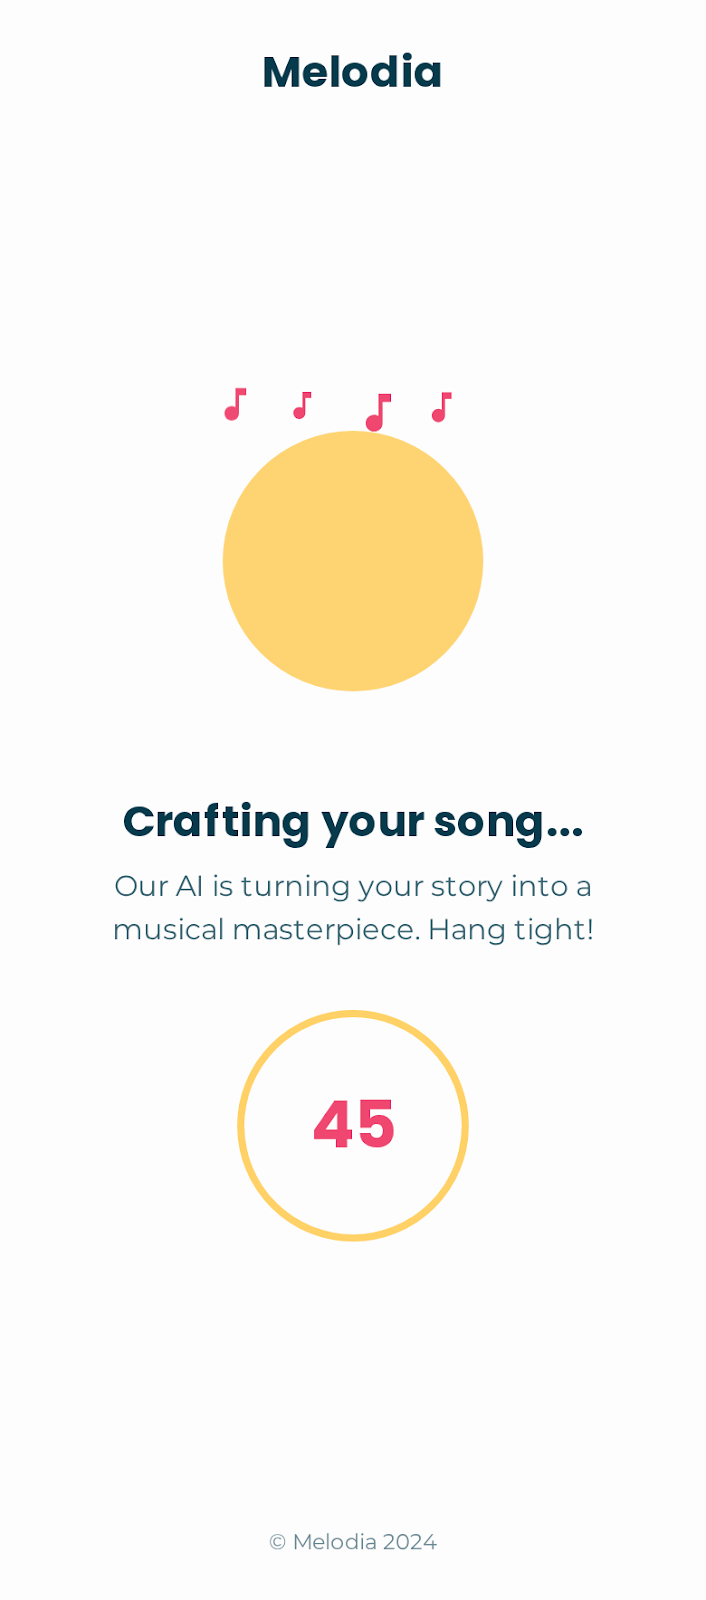 Melodia
Crafting your song...
Our AI is turning your story into a
musical masterpiece. Hang tight!
45
© Melodia 2024